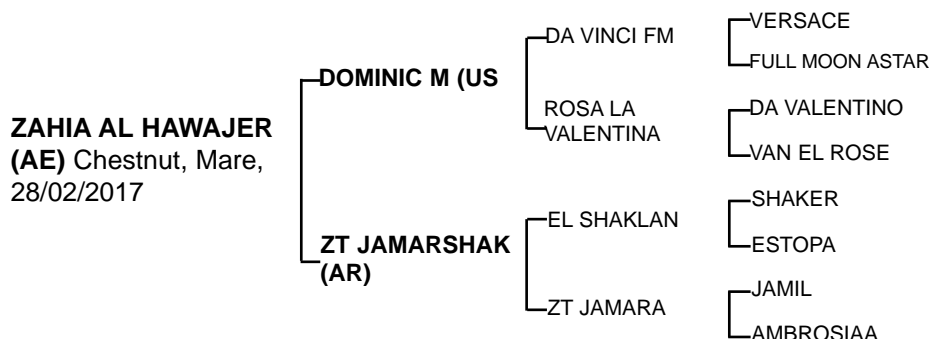 ZAHIA AL HAWAJER
(AE) Chestnut, Mare,
28/02/2017
DOMINIC M (US
ZT JAMARSHAK
(AR)
DA VINCI FM
ROSA LA
VALENTINA
EL SHAKLAN
ZT JAMARA
VERSACE
FULL MOON ASTAR
DA VALENTINO
VAN EL ROSE
SHAKER
ESTOPA
JAMIL
AMBROSIAA